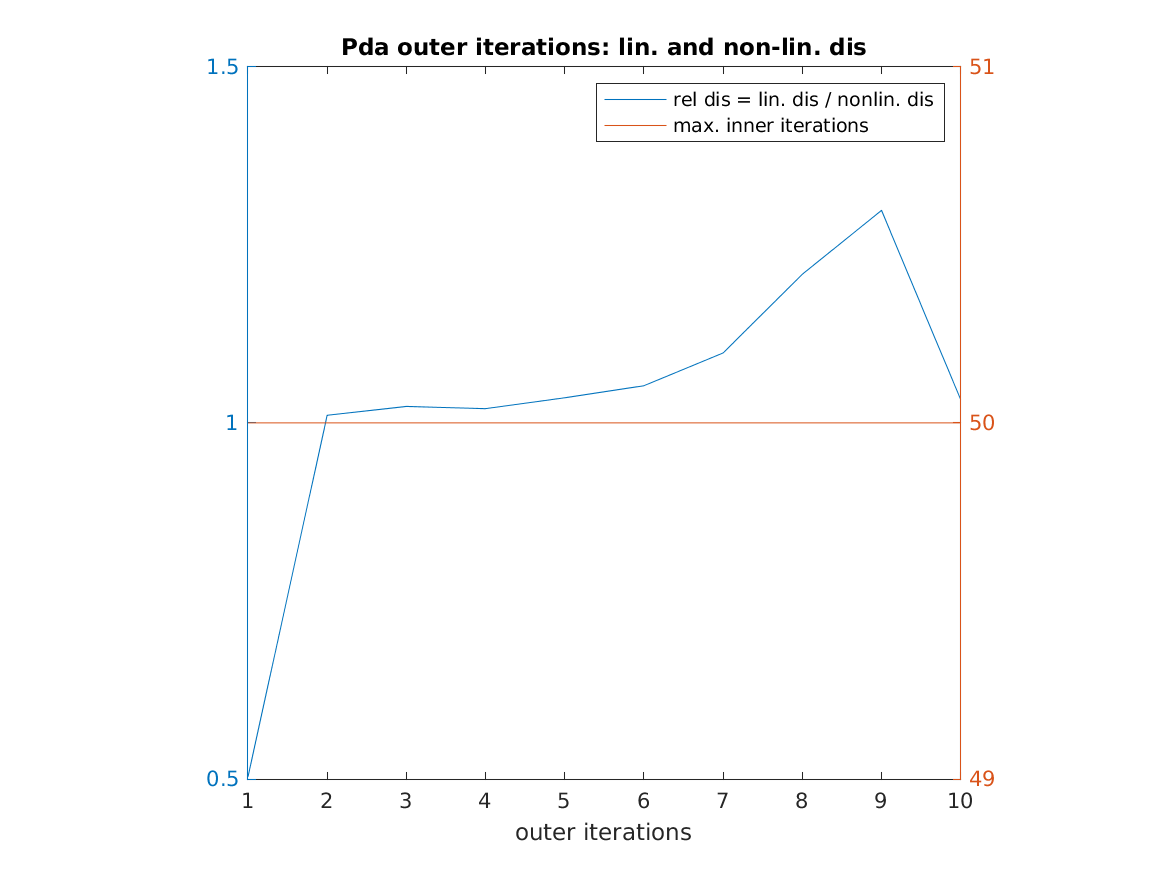 Pda outer iterations: lin. and non-lin. dis
1.5
51
rel dis = lin. dis / nonlin. dis
max. inner iterations
1
50
0.5
49
1 2 3 4 5 6 7 8 9 10
outer iterations